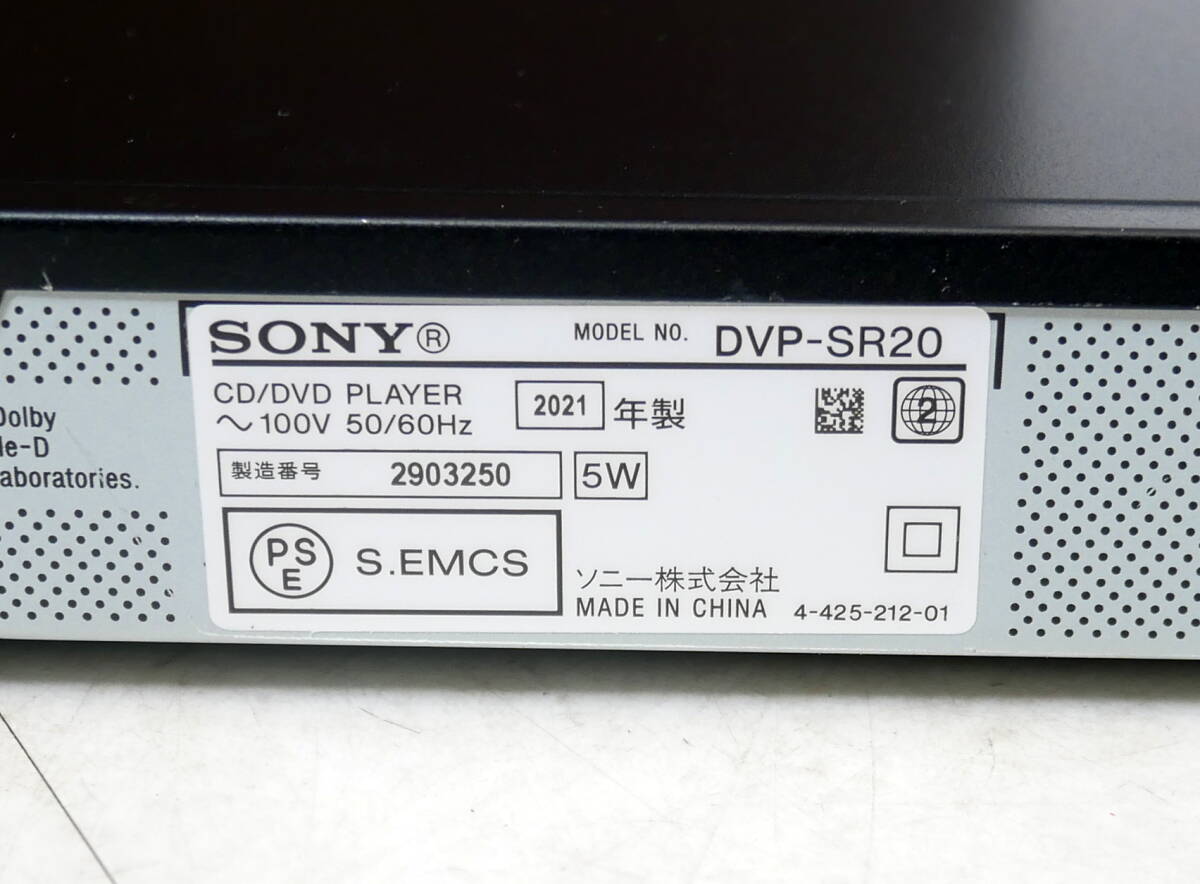 SONY®
MODEL NO. DVP-SR20
CD/DVD PLAYER
～100V 50/60Hz
2021 年製
2
製造番号 2903250
5W
PSE S.EMCS
ソニー株式会社
MADE IN CHINA 4-425-212-01
Dolby
le-D
aboratories.